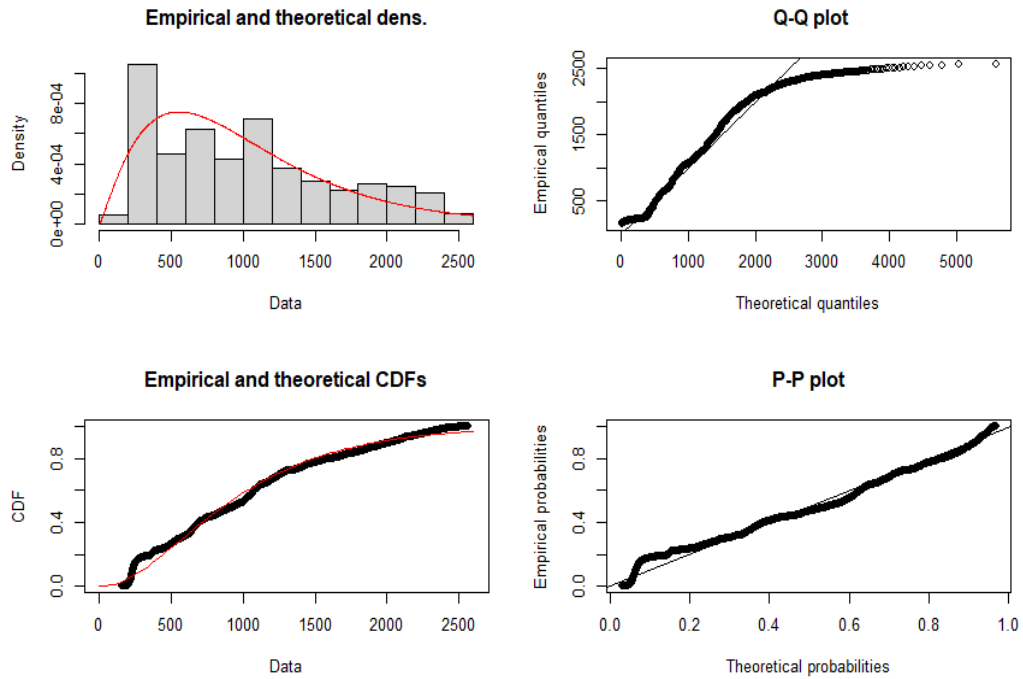 Empirical and theoretical dens.
Density
0e+00 4e-04 8e-04
0 500 1000 1500 2000 2500
Data
Q-Q plot
Empirical quantiles
500 1500 2500
0 1000 2000 3000 4000 5000
Theoretical quantiles
Empirical and theoretical CDFs
CDF
0.0 0.4 0.8
0 500 1000 1500 2000 2500
Data
P-P plot
Empirical probabilities
0.0 0.4 0.8
0.0 0.2 0.4 0.6 0.8 1.0
Theoretical probabilities